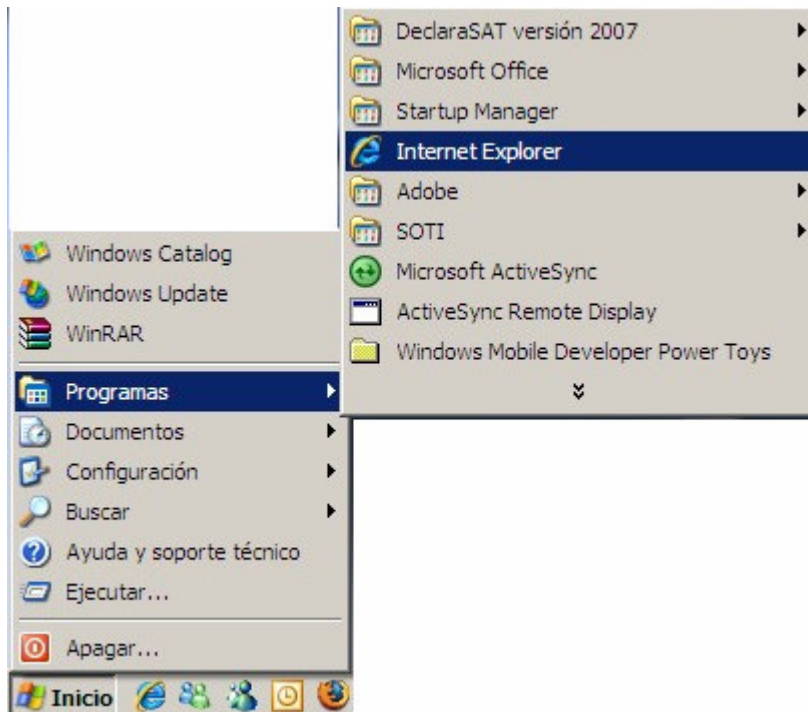 DeclaraSAT versión 2007
Microsoft Office
Startup Manager
Internet Explorer
Adobe
SOTI
Microsoft ActiveSync
ActiveSync Remote Display
Windows Mobile Developer Power Toys
Windows Catalog
Windows Update
WinRAR
Programas
Documentos
Configuración
Buscar
Ayuda y soporte técnico
Ejecutar...
Apagar...
Inicio